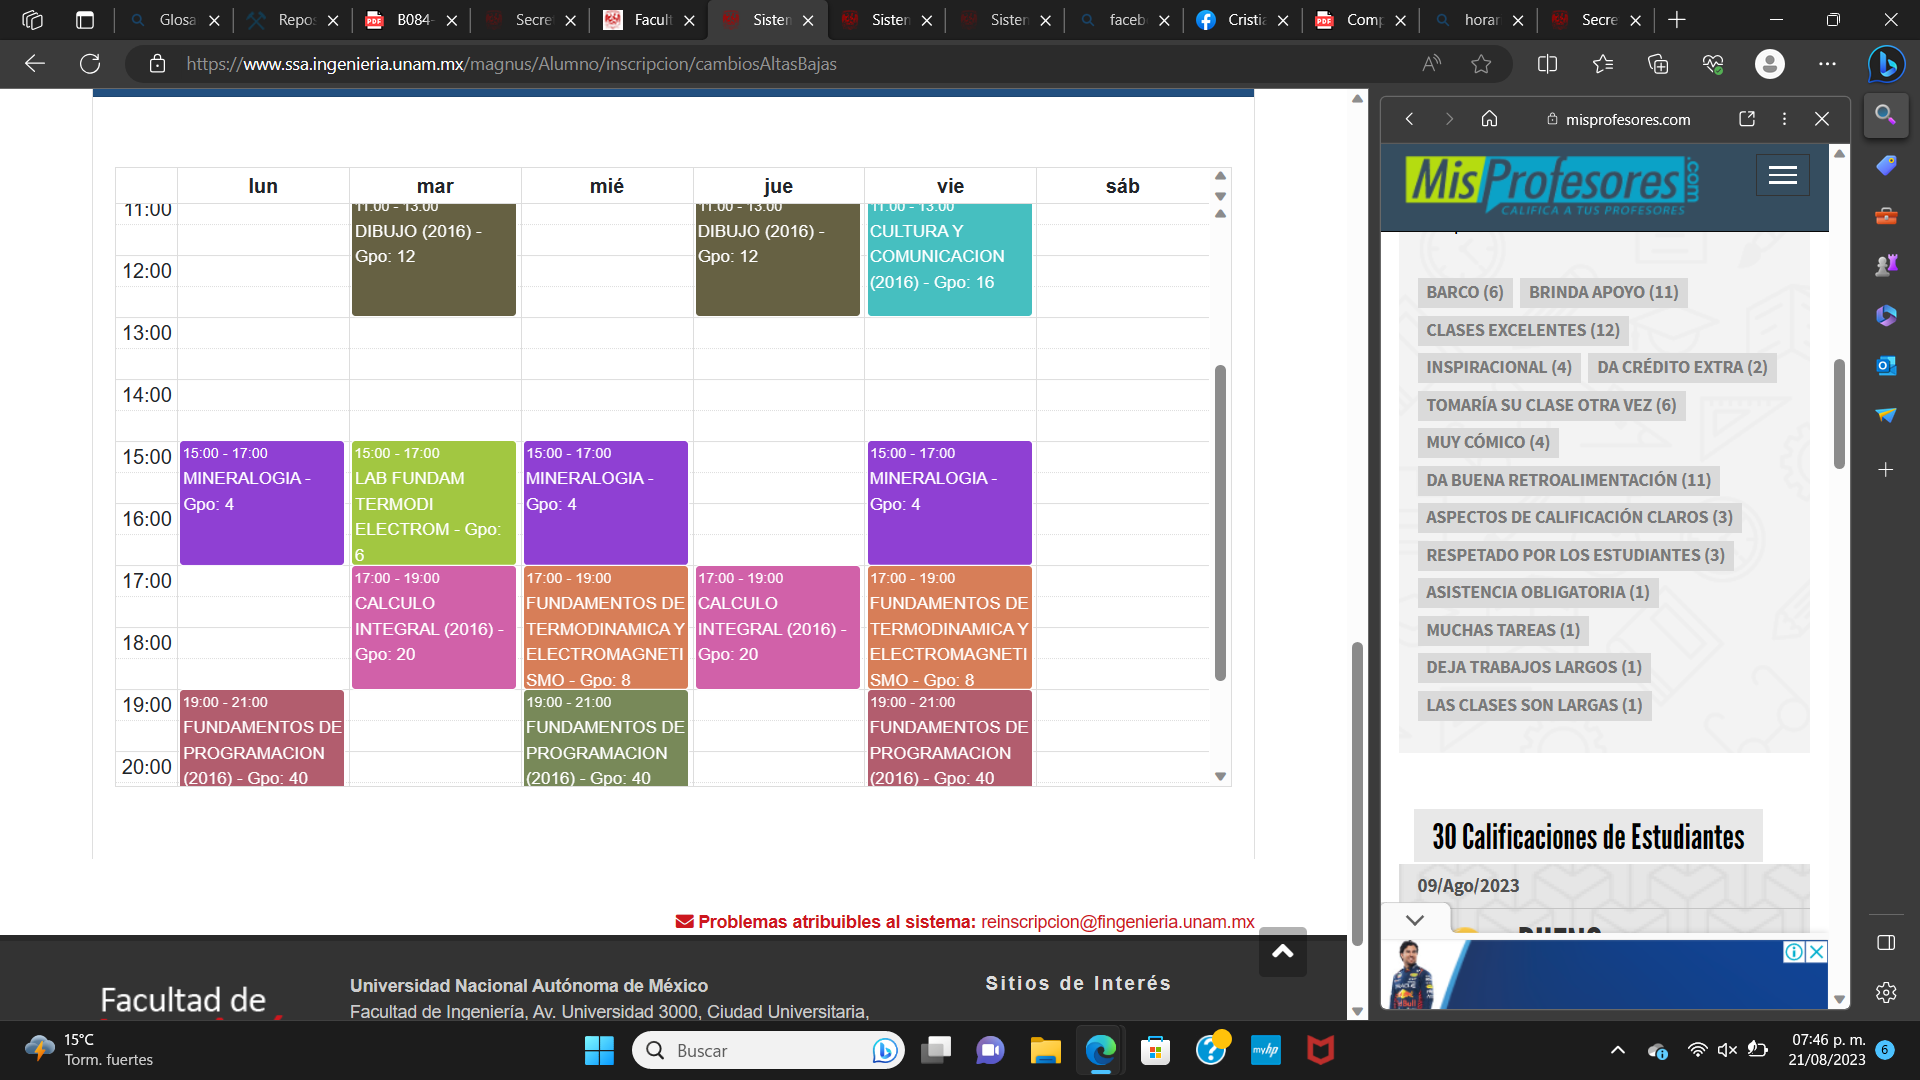 Glosa
Repos
B084-
Secre
Facult
Sisten
Sisten
Sisten
faceb
Cristia
Comp
horar
Secre
https://www.ssa.ingenieria.unam.mx/magnus/Alumno/inscripcion/cambiosAltasBajas
lun mar mié jue vie sáb
11:00
12:00
13:00
14:00
15:00
16:00
17:00
18:00
19:00
20:00
11:00 - 13:00
DIBUJO (2016) -
Gpo: 12
11:00 - 13:00
DIBUJO (2016) -
Gpo: 12
11:00 - 13:00
CULTURA Y
COMUNICACION
(2016) - Gpo: 16
15:00 - 17:00
MINERALOGIA -
Gpo: 4
15:00 - 17:00
LAB FUNDAM
TERMODI
ELECTROM - Gpo:
6
15:00 - 17:00
MINERALOGIA -
Gpo: 4
15:00 - 17:00
MINERALOGIA -
Gpo: 4
17:00 - 19:00
CALCULO
INTEGRAL (2016) -
Gpo: 20
17:00 - 19:00
FUNDAMENTOS DE
TERMODINAMICA Y
ELECTROMAGNETI
SMO - Gpo: 8
17:00 - 19:00
CALCULO
INTEGRAL (2016) -
Gpo: 20
17:00 - 19:00
FUNDAMENTOS DE
TERMODINAMICA Y
ELECTROMAGNETI
SMO - Gpo: 8
19:00 - 21:00
FUNDAMENTOS DE
PROGRAMACION
(2016) - Gpo: 40
19:00 - 21:00
FUNDAMENTOS DE
PROGRAMACION
(2016) - Gpo: 40
19:00 - 21:00
FUNDAMENTOS DE
PROGRAMACION
(2016) - Gpo: 40
Problemas atribuibles al sistema: reinscripcion@fingenieria.unam.mx
Facultad de
Universidad Nacional Autónoma de México
Facultad de Ingeniería, Av. Universidad 3000, Ciudad Universitaria,
Sitios de Interés
misprofesores.com
MisProfesores.com
CALIFICA A TUS PROFESORES
BARCO (6) BRINDA APOYO (11)
CLASES EXCELENTES (12)
INSPIRACIONAL (4) DA CRÉDITO EXTRA (2)
TOMARÍA SU CLASE OTRA VEZ (6)
MUY CÓMICO (4)
DA BUENA RETROALIMENTACIÓN (11)
ASPECTOS DE CALIFICACIÓN CLAROS (3)
RESPETADO POR LOS ESTUDIANTES (3)
ASISTENCIA OBLIGATORIA (1)
MUCHAS TAREAS (1)
DEJA TRABAJOS LARGOS (1)
LAS CLASES SON LARGAS (1)
30 Calificaciones de Estudiantes
09/Ago/2023
BUENO
15°C
Torm. fuertes
Buscar
myhp
07:46 p. m.
21/08/2023
6